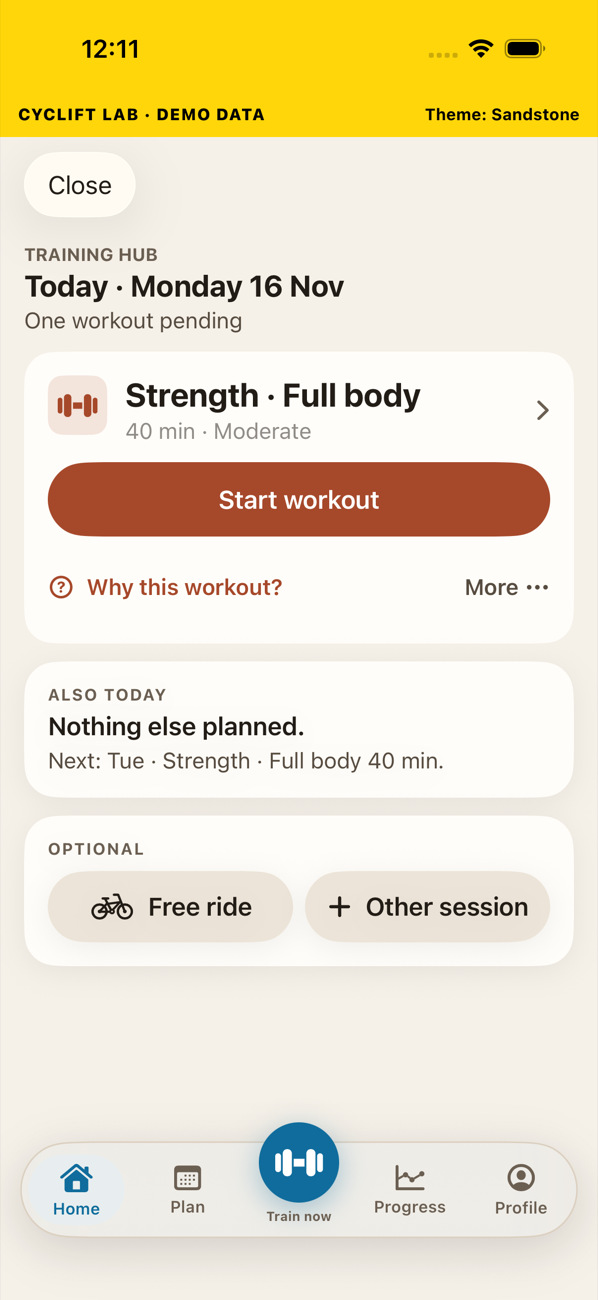 12:11
CYCLIFT LAB · DEMO DATA
Theme: Sandstone
Close
TRAINING HUB
Today · Monday 16 Nov
One workout pending
Strength · Full body
40 min · Moderate
Start workout
Why this workout?
More ···
ALSO TODAY
Nothing else planned.
Next: Tue · Strength · Full body 40 min.
OPTIONAL
Free ride
+ Other session
Home
Plan
Train now
Progress
Profile